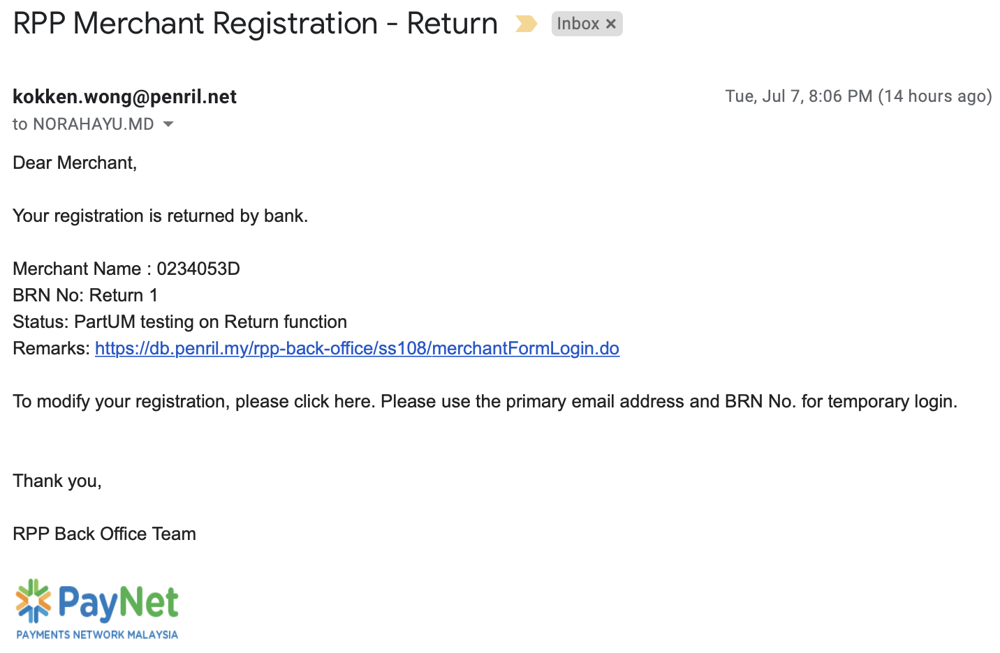 RPP Merchant Registration - Return
Inbox ×
kokken.wong@penril.net
Tue, Jul 7, 8:06 PM (14 hours ago)
to NORAHAYU.MD
Dear Merchant,
Your registration is returned by bank.
Merchant Name : 0234053D
BRN No: Return 1
Status: PartUM testing on Return function
Remarks: https://db.penril.my/rpp-back-office/ss108/merchantFormLogin.do
To modify your registration, please click here. Please use the primary email address and BRN No. for temporary login.
Thank you,
RPP Back Office Team
PayNet
PAYMENTS NETWORK MALAYSIA